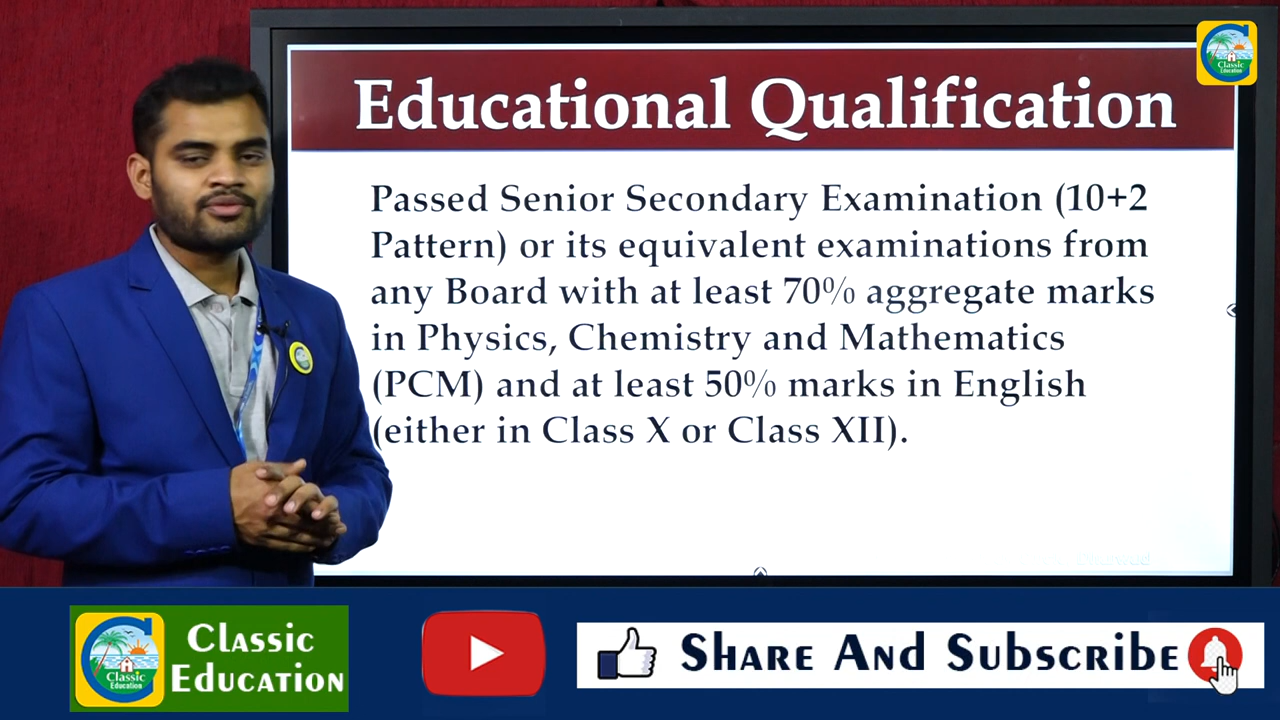 Classic
Education
Educational Qualification
Passed Senior Secondary Examination (10+2
Pattern) or its equivalent examinations from
any Board with at least 70% aggregate marks
in Physics, Chemistry and Mathematics
(PCM) and at least 50% marks in English
(either in Class X or Class XII).
Classic
Education
Classic
Education
Share And Subscribe